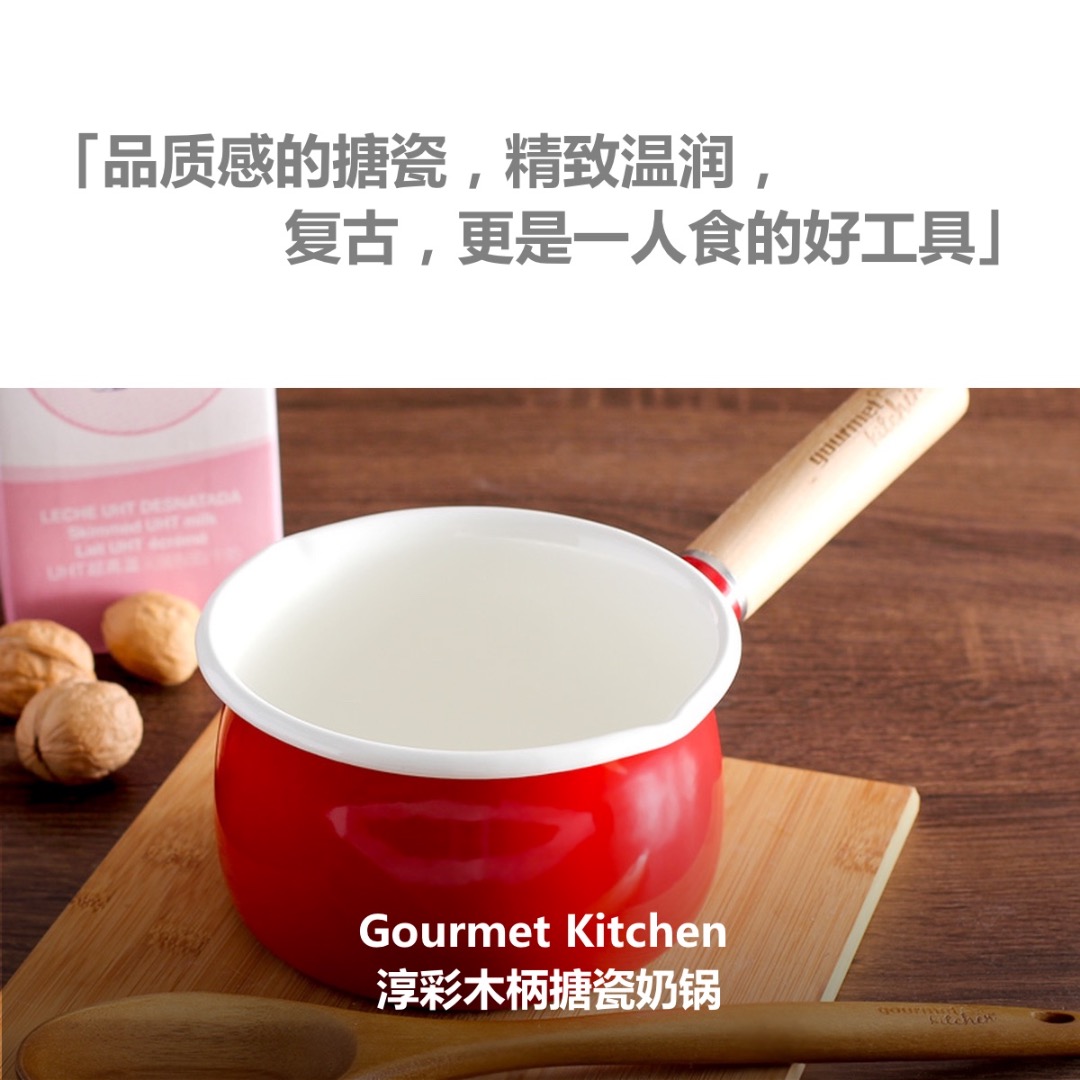 「品质感的搪瓷，精致温润，
复古，更是一人食的好工具」
gourmet
kitchen
LECHE UHT DESNATADA
Skimmed UHT milk
Lait UHT écrémé
Gourmet Kitchen
淳彩木柄搪瓷奶锅
gourmet
kitchen